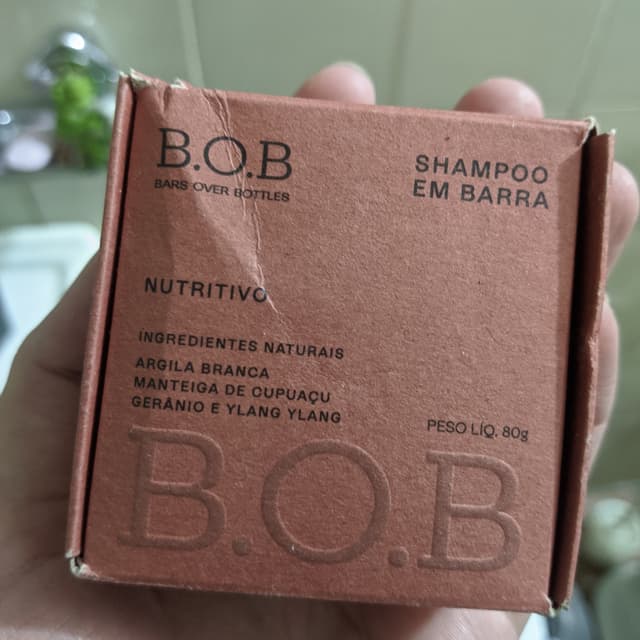 B.O.B
BARS OVER BOTTLES
SHAMPOO
EM BARRA
NUTRITIVO
INGREDIENTES NATURAIS
ARGILA BRANCA
MANTEIGA DE CUPUAÇU
GERÂNIO E YLANG YLANG
PESO LÍQ. 80g
B.O.B